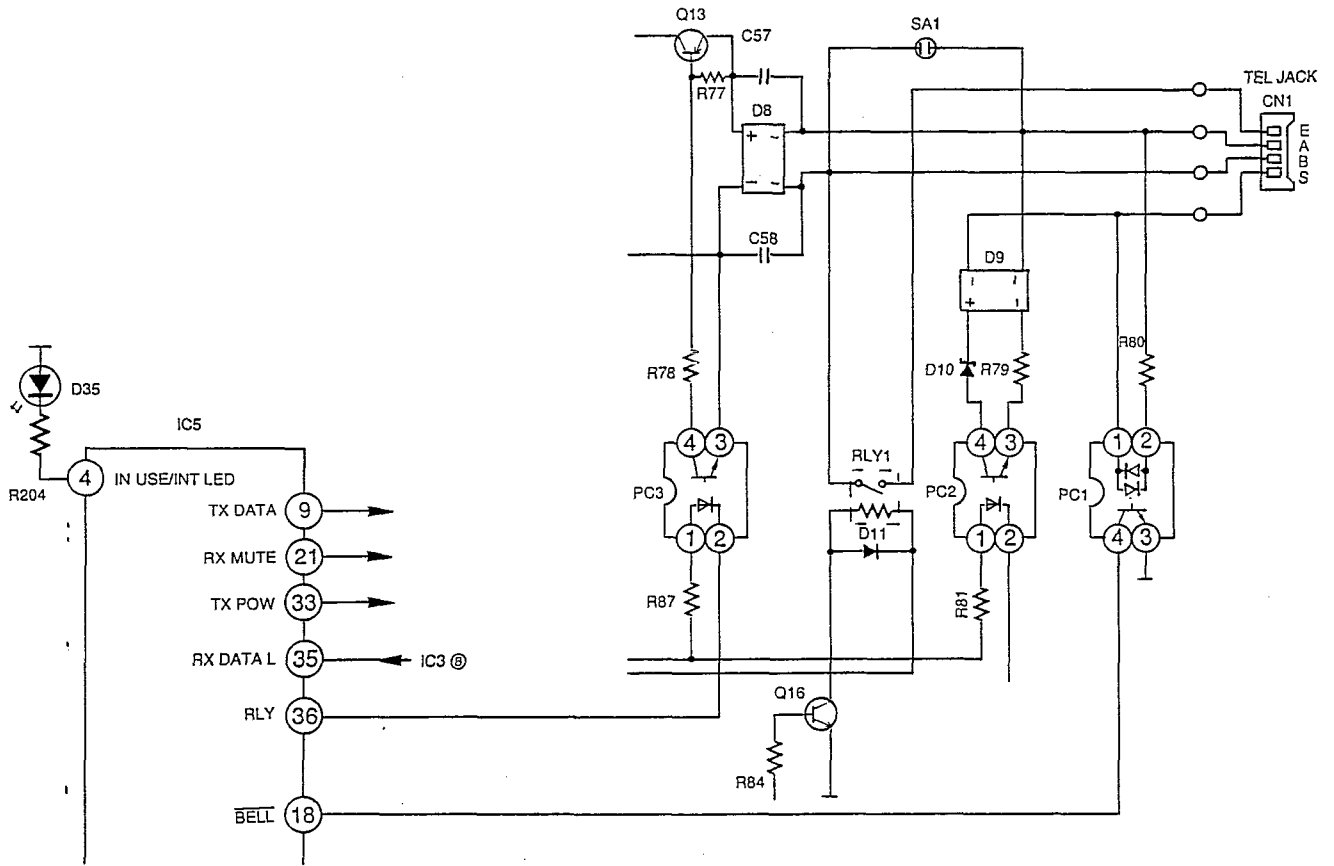 Q13
C57
SA1
TEL JACK
CN1
R77
D8
+ ~
- ~
E
A
B
S
C58
D9
+ -
R80
D35
R78
D10
R79
IC5
4
IN USE/INT LED
R204
4 3
RLY1
4 3
1 2
PC3
PC2
PC1
TX DATA
9
1 2
D11
1 2
4 3
RX MUTE
21
TX POW
33
R87
R81
RX DATA L
35
IC3 ⑧
Q16
RLY
36
R84
BELL
18